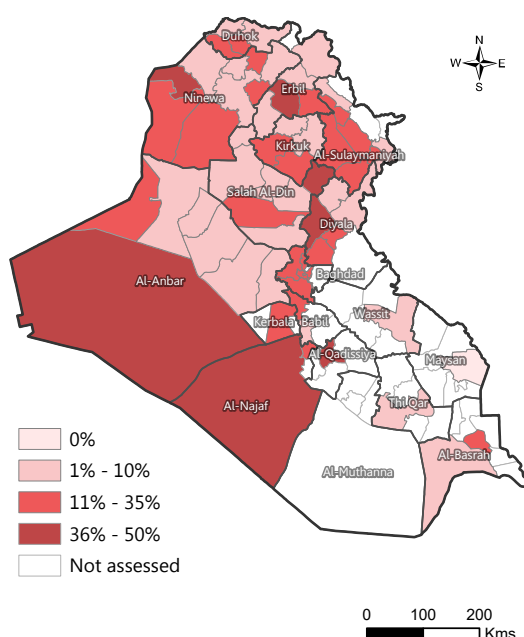 N
W E
S
Duhok
Erbil
Ninewa
Kirkuk
Al-Sulaymaniyah
Salah Al-Din
Diyala
Baghdad
Al-Anbar
Wassit
Kerbala
Babil
Al-Qadissiya
Maysan
Al-Najaf
Thi Qar
Al-Basrah
Al-Muthanna
0%
1% - 10%
11% - 35%
36% - 50%
Not assessed
0 100 200
Kms